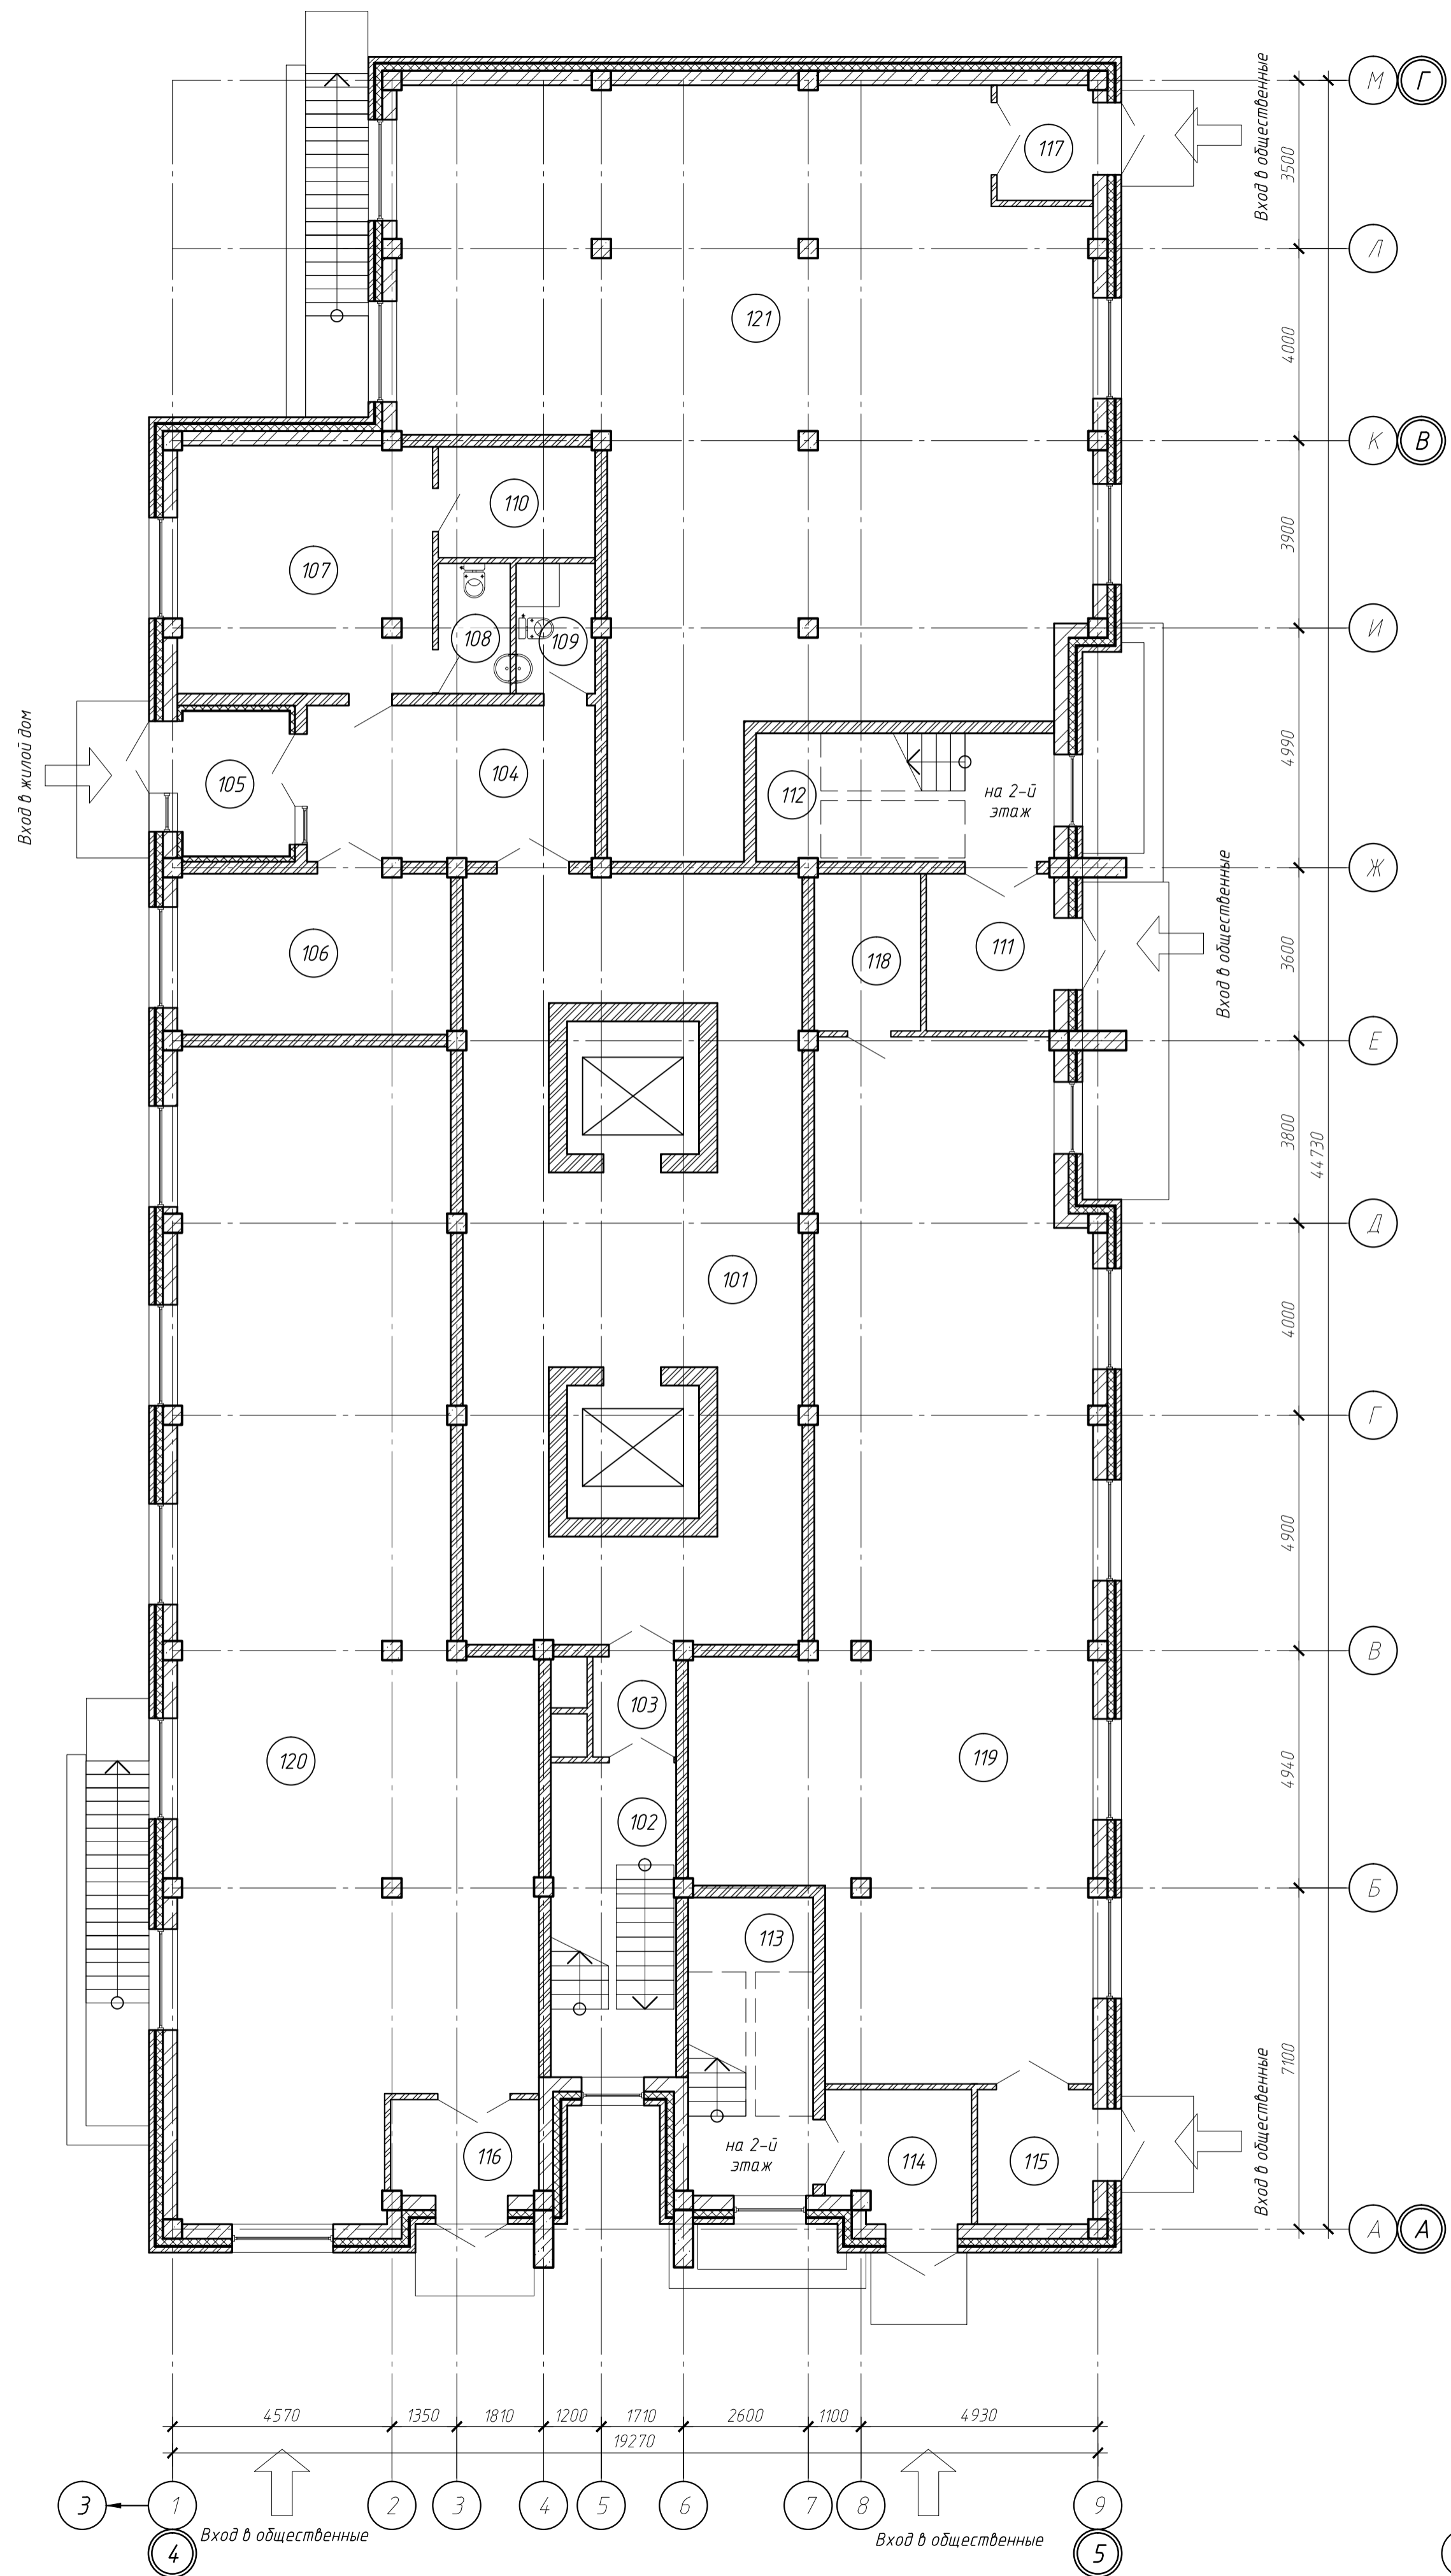 М
Г
Вход в общественные
117
3500
Л
121
4000
К
В
110
3900
107
108
109
И
Вход в жилой дом
105
104
112
на 2-й
этаж
4990
Ж
Вход в общественные
106
118
111
3600
Е
3800
44730
101
Д
4000
Г
4900
В
103
120
119
4940
102
Б
113
7100
Вход в общественные
на 2-й
этаж
116
114
115
А
А
4570
1350
1810
1200
1710
2600
1100
4930
19270
3
1
2
3
4
5
6
7
8
9
Вход в общественные
Вход в общественные
4
5